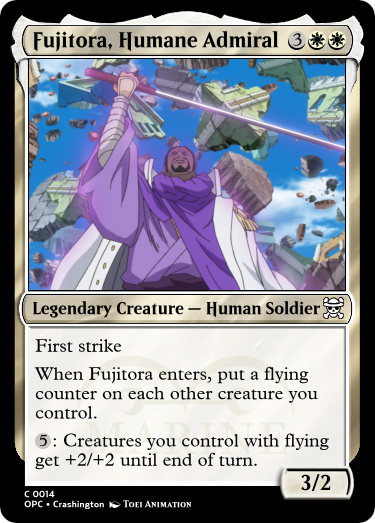 Fujitora, Humane Admiral 3
Legendary Creature — Human Soldier
First strike
When Fujitora enters, put a flying
counter on each other creature you
control.
5: Creatures you control with flying
get +2/+2 until end of turn.
MARINE
3/2
C 0014
OPC • Crashington TOEI ANIMATION